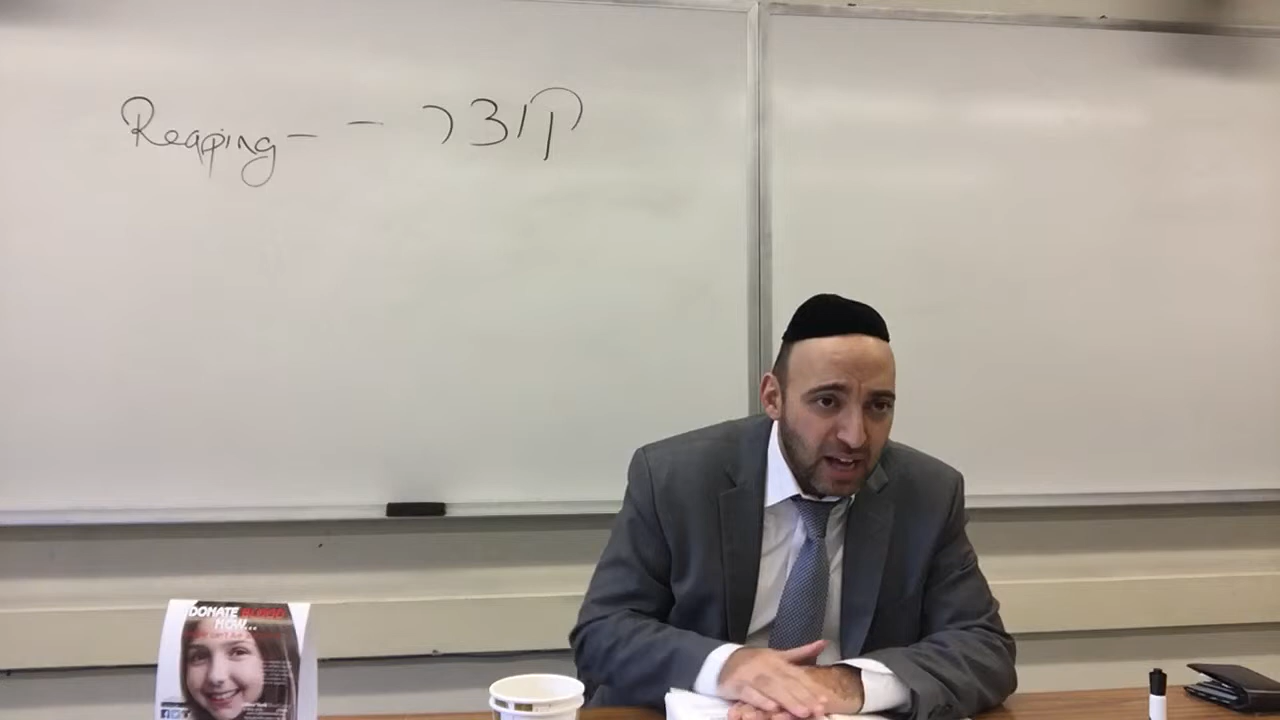 Reaping - - קוצר
DONATE BLOOD
NOW...